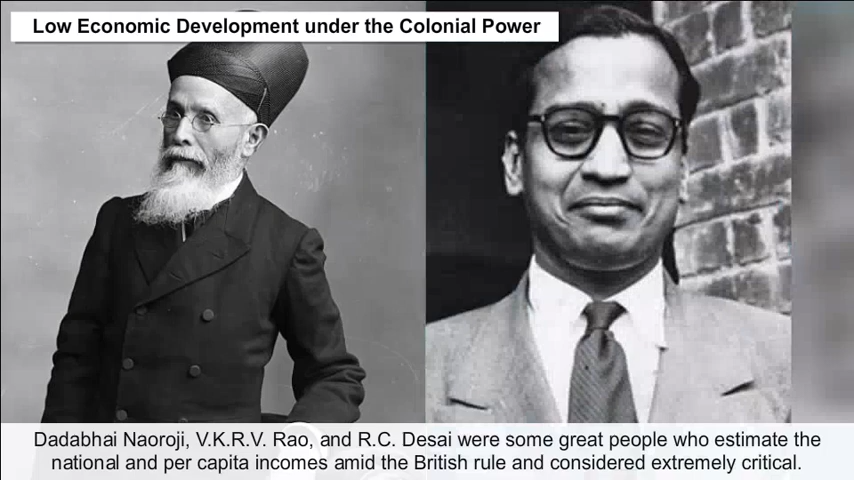 Low Economic Development under the Colonial Power
Dadabhai Naoroji, V.K.R.V. Rao, and R.C. Desai were some great people who estimate the
national and per capita incomes amid the British rule and considered extremely critical.